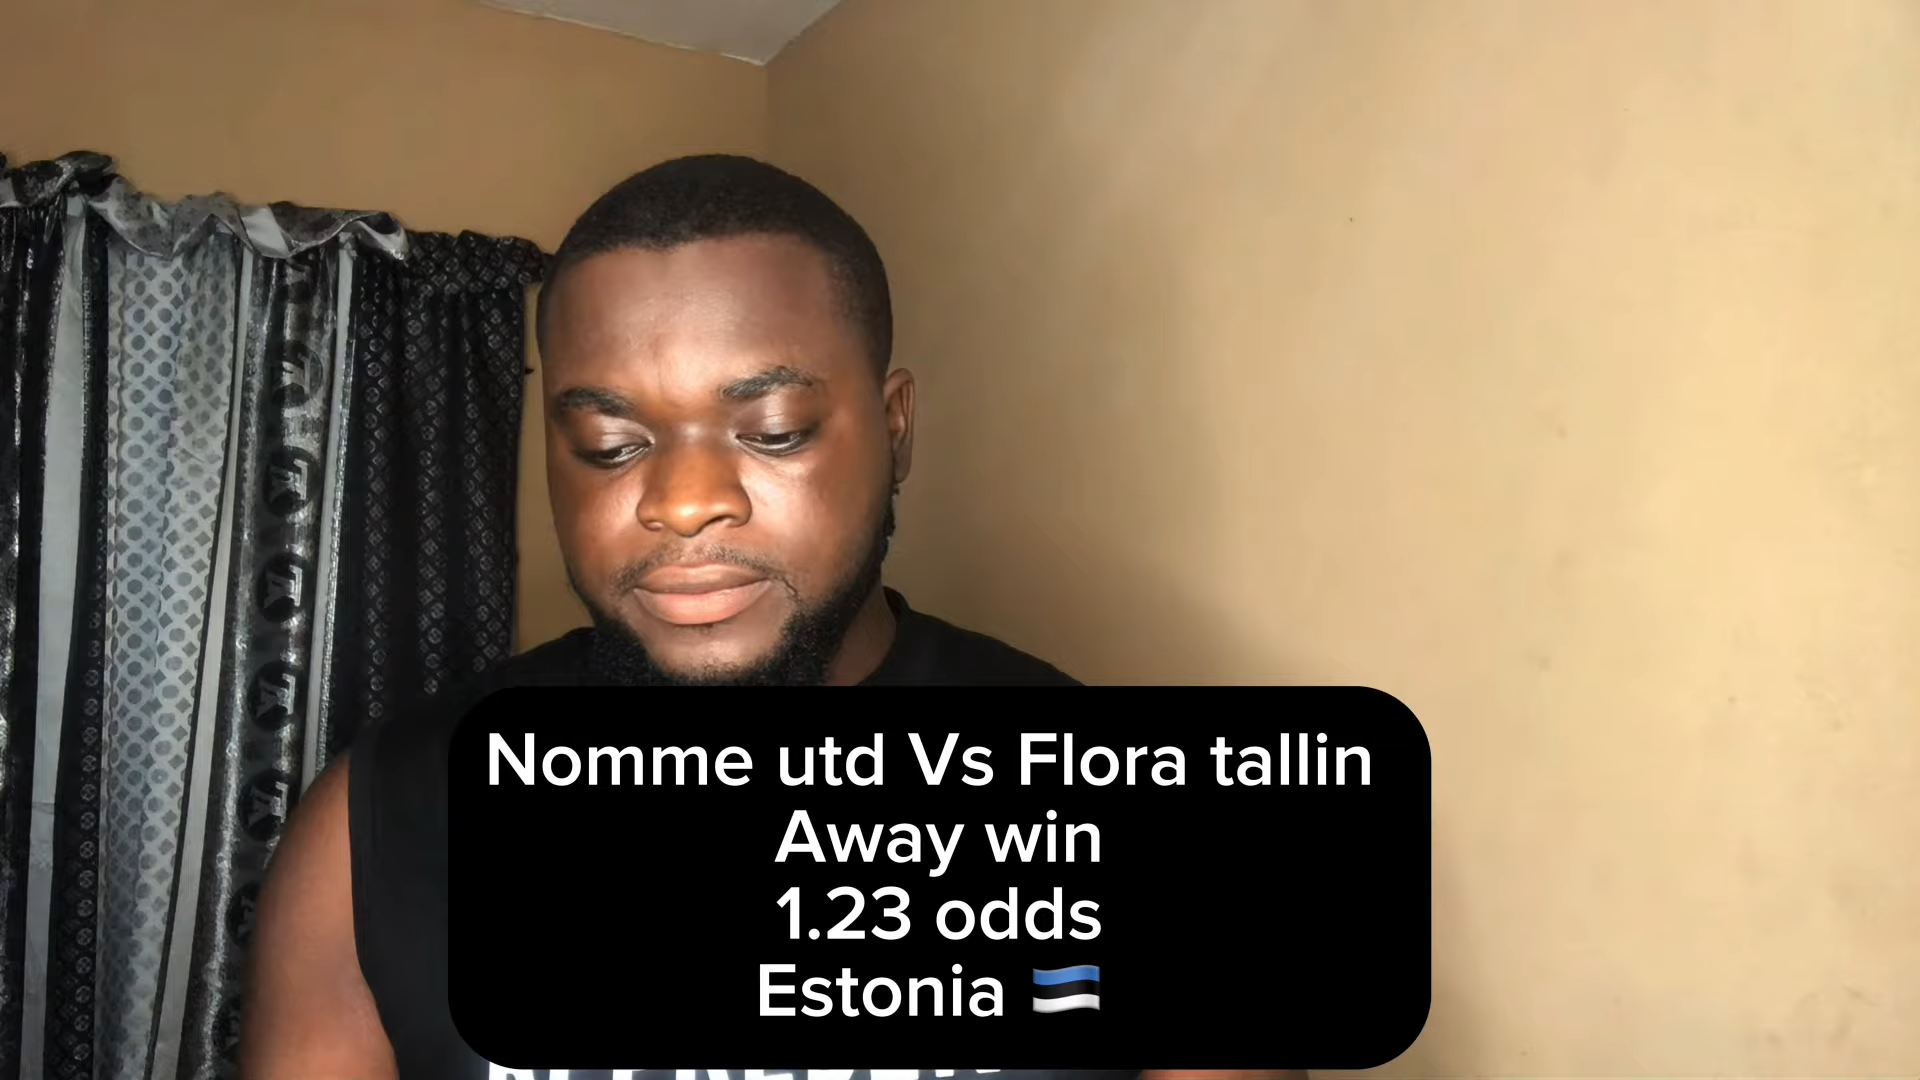 Nomme utd Vs Flora tallin
Away win
1.23 odds
Estonia 🇪🇪